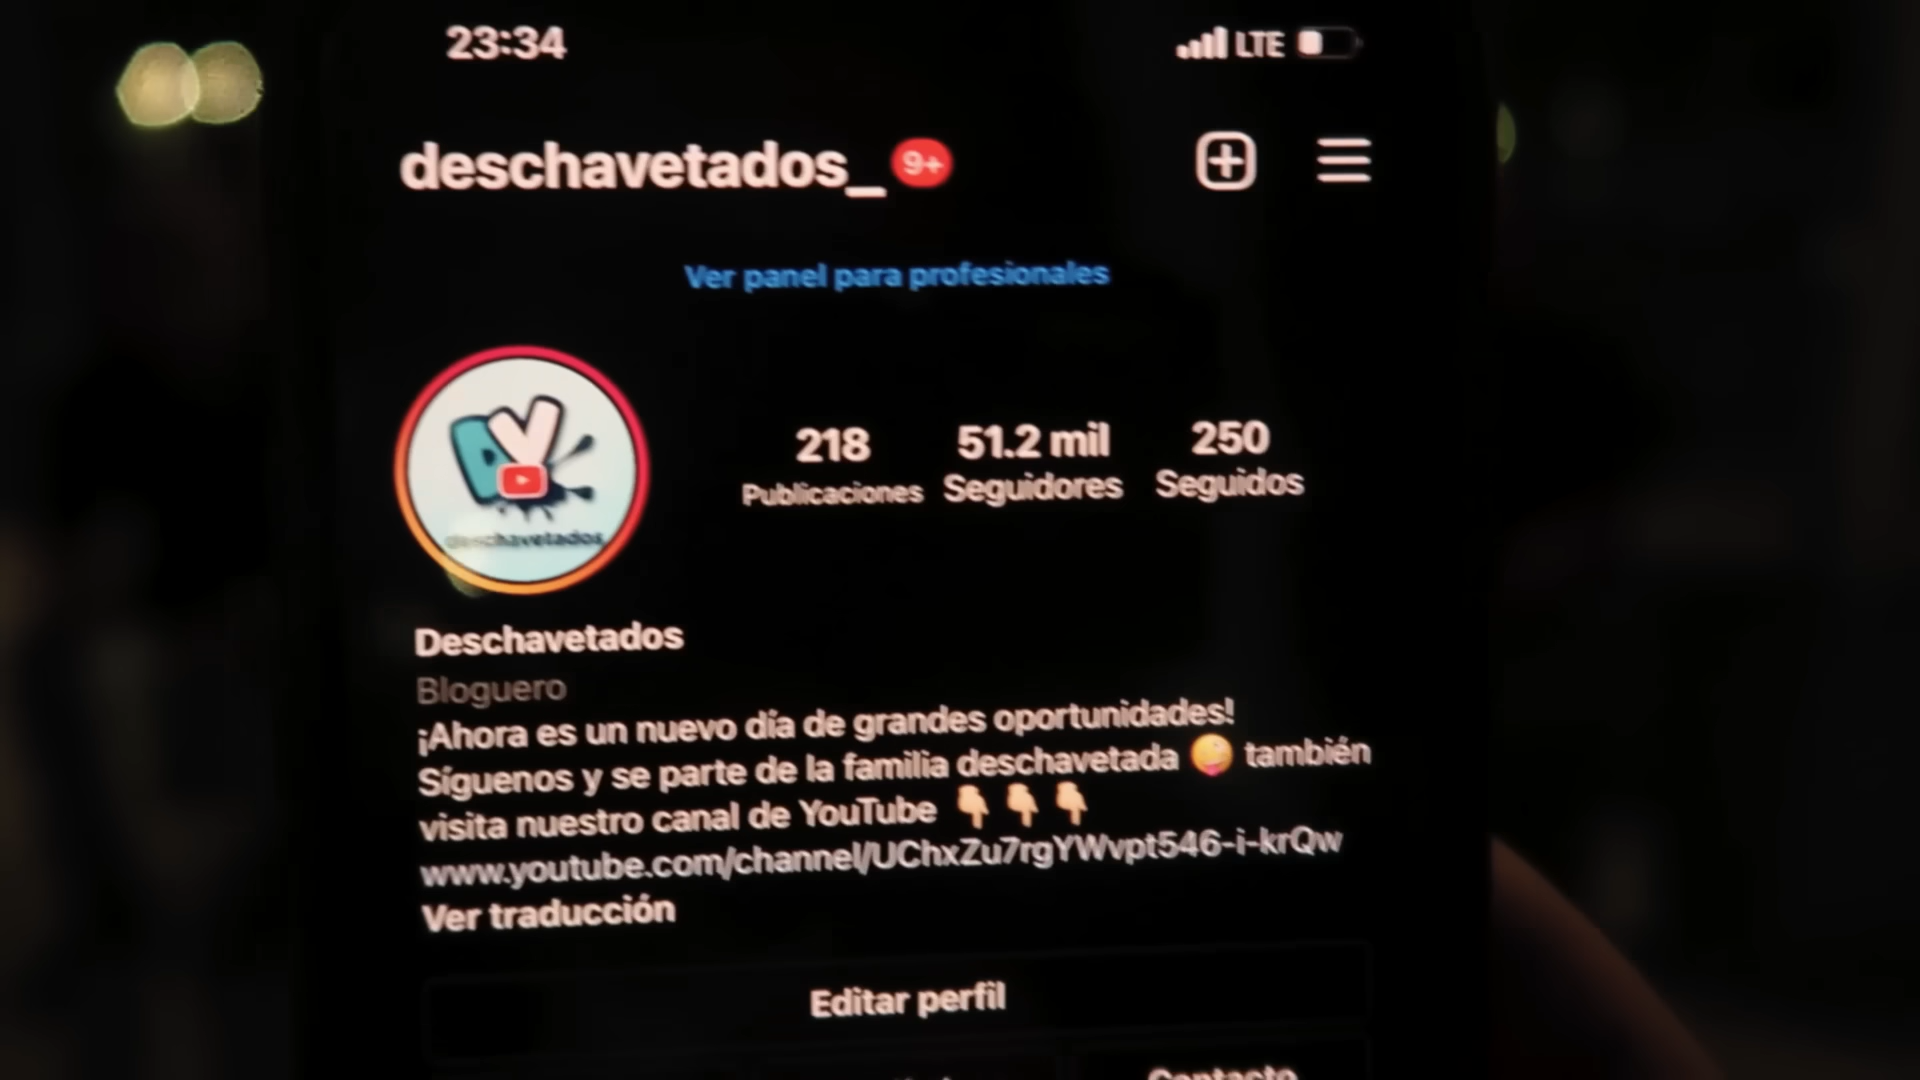 23:34 LTE
deschavetados_ 9+
Ver panel para profesionales
218 51.2 mil 250
Publicaciones Seguidores Seguidos
DV
deschavetados
Deschavetados
Bloguero
¡Ahora es un nuevo día de grandes oportunidades!
Síguenos y se parte de la familia deschavetada 🤪 también
visita nuestro canal de YouTube 👇👇👇
www.youtube.com/channel/UChxZu7rgYWvpt546-i-krQw
Ver traducción
Editar perfil
Contacto